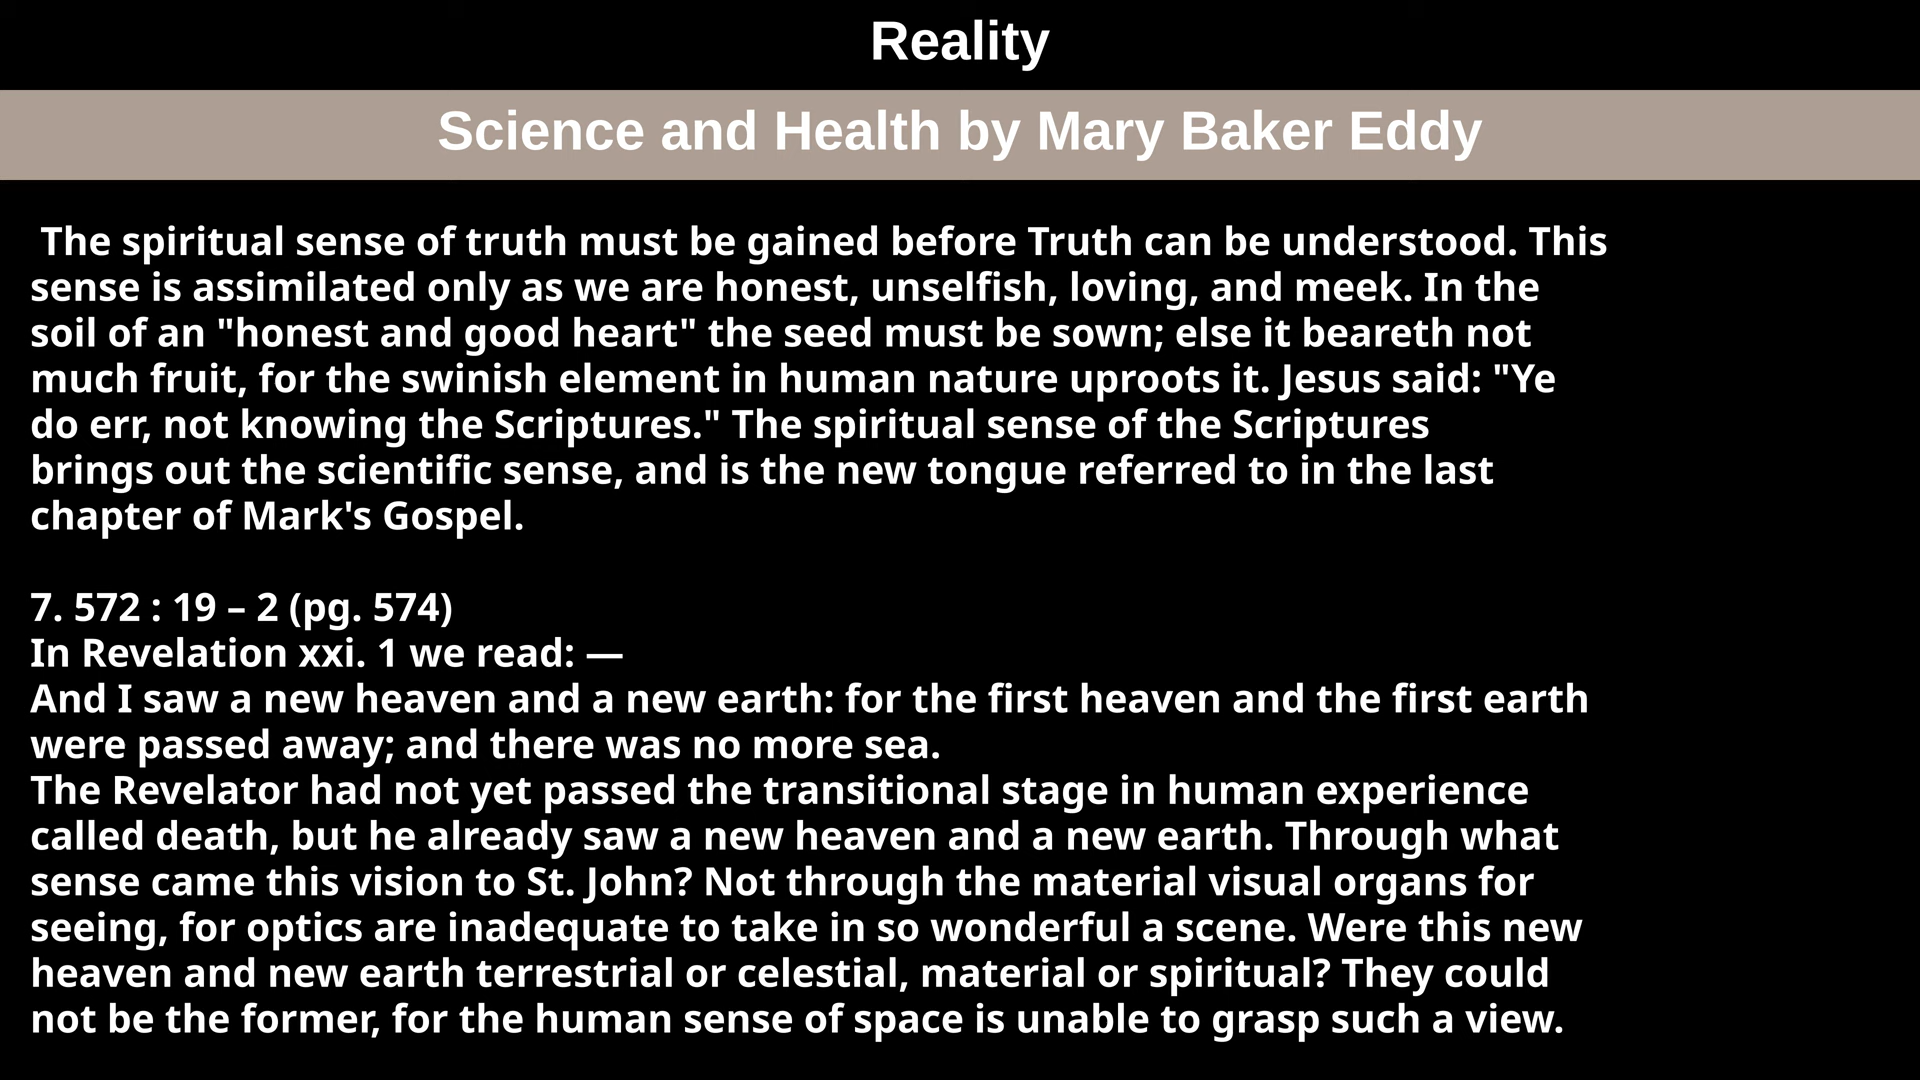 Reality
Science and Health by Mary Baker Eddy
The spiritual sense of truth must be gained before Truth can be understood. This
sense is assimilated only as we are honest, unselfish, loving, and meek. In the
soil of an "honest and good heart" the seed must be sown; else it beareth not
much fruit, for the swinish element in human nature uproots it. Jesus said: "Ye
do err, not knowing the Scriptures." The spiritual sense of the Scriptures
brings out the scientific sense, and is the new tongue referred to in the last
chapter of Mark's Gospel.
7. 572 : 19 – 2 (pg. 574)
In Revelation xxi. 1 we read: —
And I saw a new heaven and a new earth: for the first heaven and the first earth
were passed away; and there was no more sea.
The Revelator had not yet passed the transitional stage in human experience
called death, but he already saw a new heaven and a new earth. Through what
sense came this vision to St. John? Not through the material visual organs for
seeing, for optics are inadequate to take in so wonderful a scene. Were this new
heaven and new earth terrestrial or celestial, material or spiritual? They could
not be the former, for the human sense of space is unable to grasp such a view.